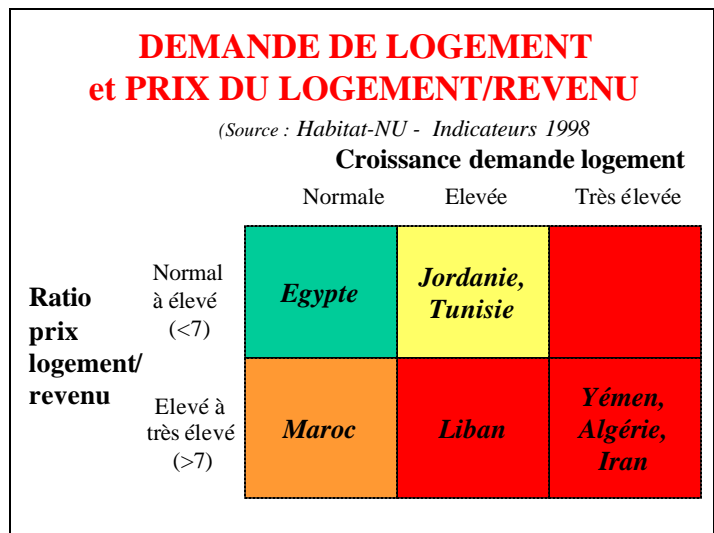 DEMANDE DE LOGEMENT
et PRIX DU LOGEMENT/REVENU
(Source : Habitat-NU - Indicateurs 1998
Croissance demande logement
Normale Elevée Très élevée
Ratio
prix
logement/
revenu
Normal
à élevé
(<7)
Egypte
Jordanie,
Tunisie
Elevé à
très élevé
(>7)
Maroc
Liban
Yémen,
Algérie,
Iran